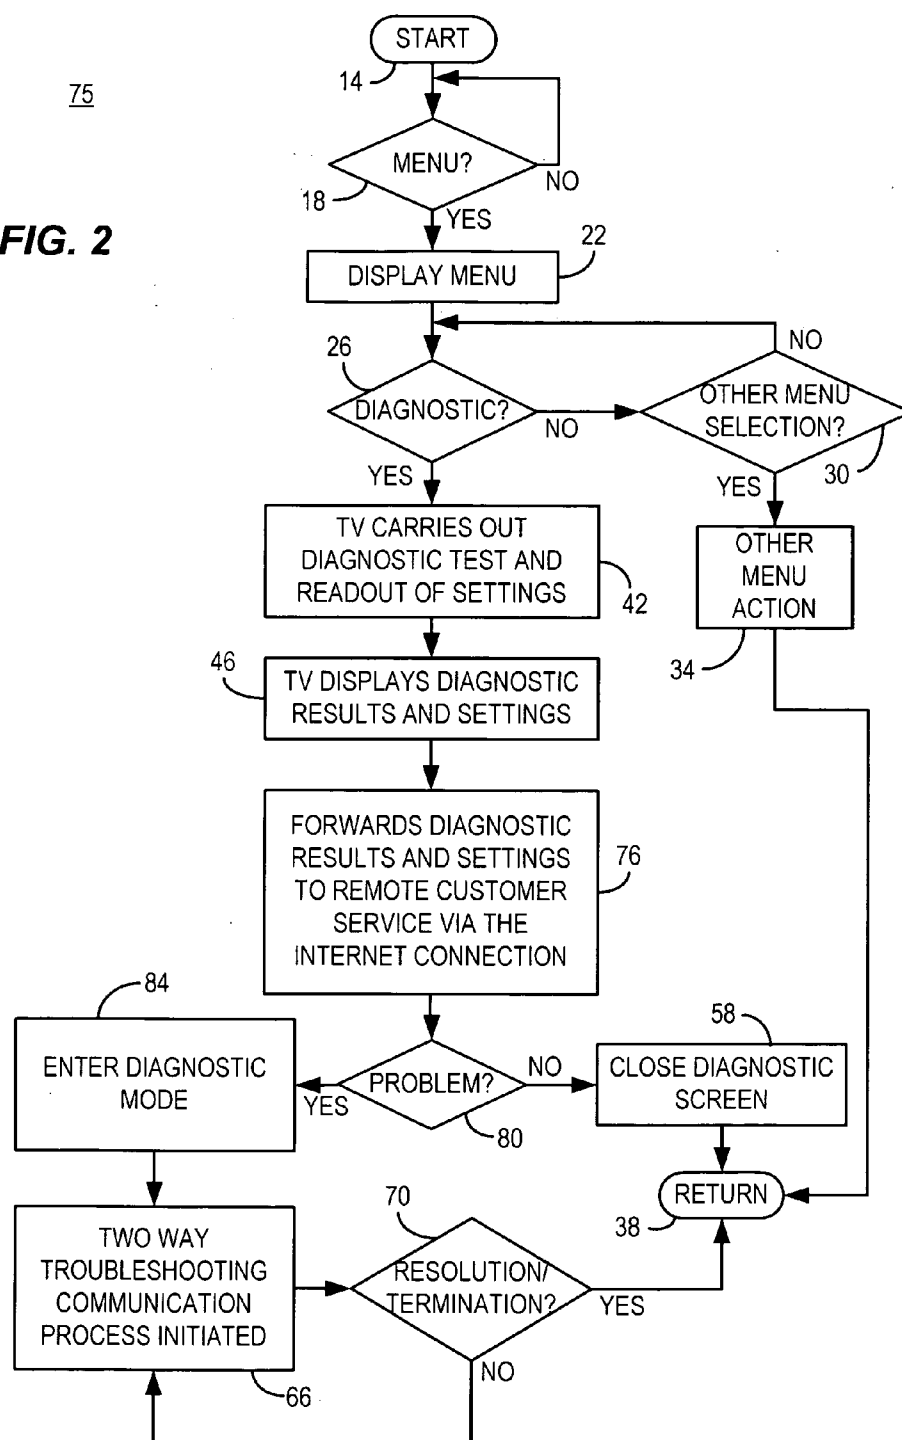 START
14
75
MENU?
NO
18
YES
FIG. 2
22
DISPLAY MENU
NO
26
DIAGNOSTIC?
NO
OTHER MENU
SELECTION?
30
YES
YES
TV CARRIES OUT
DIAGNOSTIC TEST AND
READOUT OF SETTINGS
42
OTHER
MENU
ACTION
34
46
TV DISPLAYS DIAGNOSTIC
RESULTS AND SETTINGS
FORWARDS DIAGNOSTIC
RESULTS AND SETTINGS
TO REMOTE CUSTOMER
SERVICE VIA THE
INTERNET CONNECTION
76
84
ENTER DIAGNOSTIC
MODE
YES
PROBLEM?
NO
80
58
CLOSE DIAGNOSTIC
SCREEN
RETURN
38
TWO WAY
TROUBLESHOOTING
COMMUNICATION
PROCESS INITIATED
66
70
RESOLUTION/
TERMINATION?
YES
NO